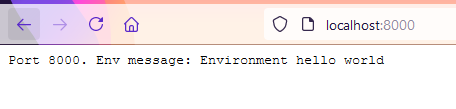 localhost:8000
Port 8000. Env message: Environment hello world